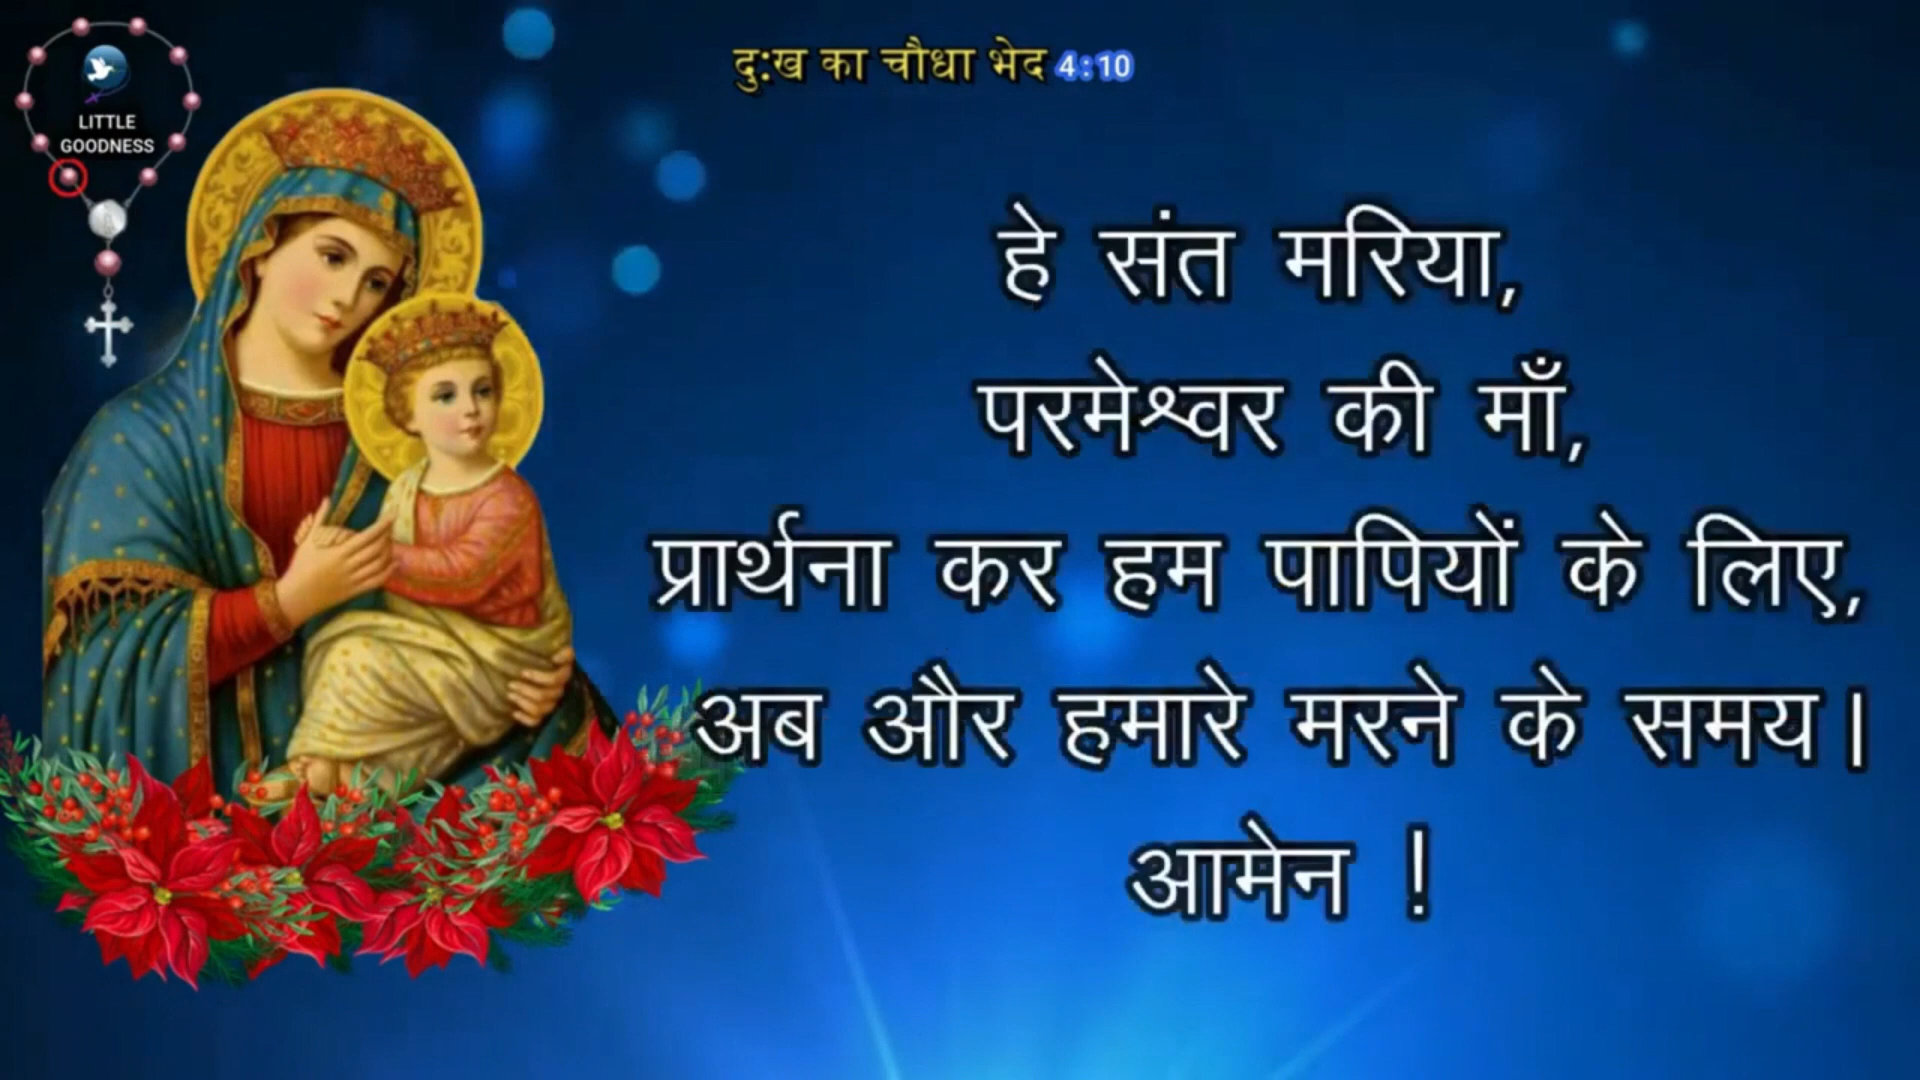 दु:ख का चौधा भेद 4:10
LITTLE
GOODNESS
हे संत मरिया,
परमेश्वर की माँ,
प्रार्थना कर हम पापियों के लिए,
अब और हमारे मरने के समय।
आमेन !